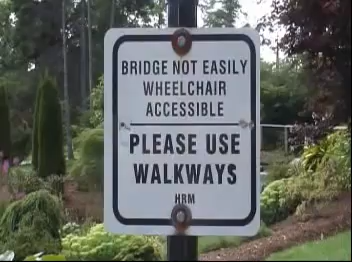 BRIDGE NOT EASILY
WHEELCHAIR
ACCESSIBLE
PLEASE USE
WALKWAYS
HRM